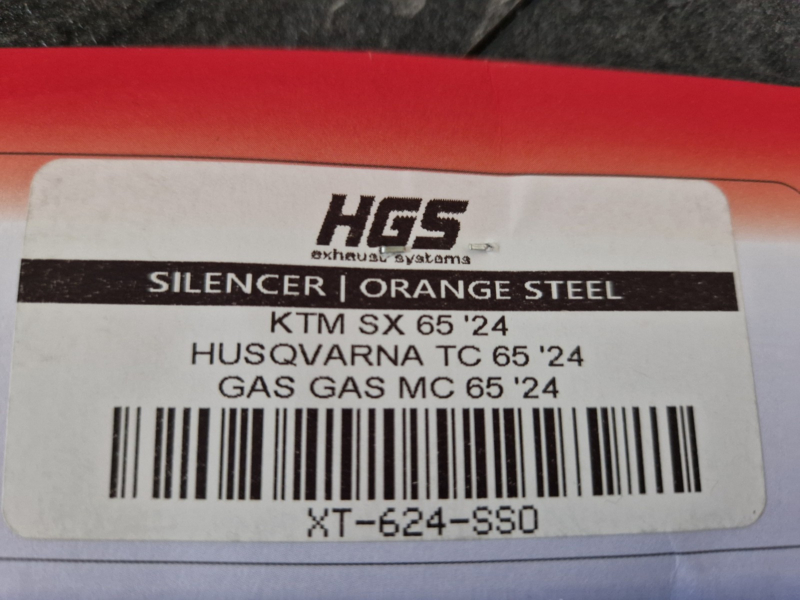 HGS
exhaust systems
SILENCER | ORANGE STEEL
KTM SX 65 '24
HUSQVARNA TC 65 '24
GAS GAS MC 65 '24
XT-624-SSO